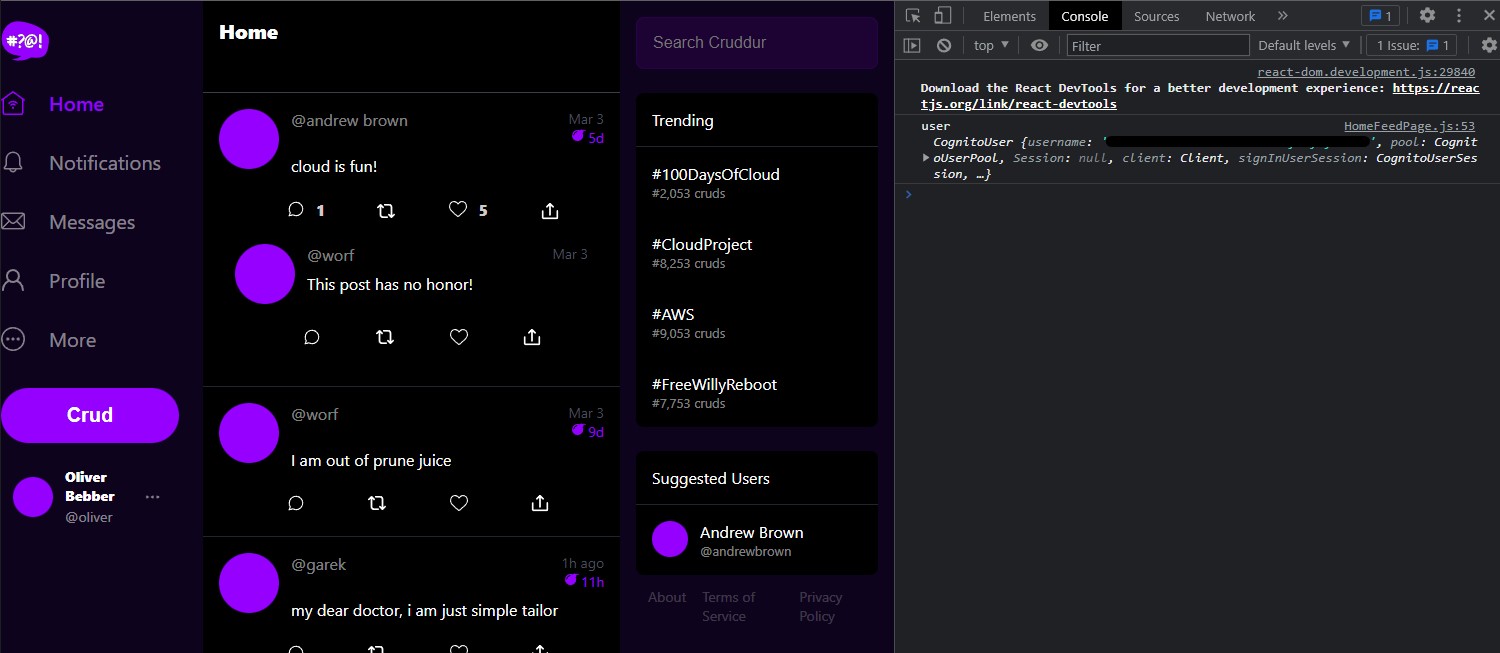 #?@!
Home
Notifications
Messages
Profile
More
Crud
Oliver
Bebber
@oliver
Home
@andrew brown
Mar 3
5d
cloud is fun!
1
5
@worf
Mar 3
This post has no honor!
@worf
Mar 3
9d
I am out of prune juice
@garek
1h ago
11h
my dear doctor, i am just simple tailor
Search Cruddur
Trending
#100DaysOfCloud
#2,053 cruds
#CloudProject
#8,253 cruds
#AWS
#9,053 cruds
#FreeWillyReboot
#7,753 cruds
Suggested Users
Andrew Brown
@andrewbrown
About
Terms of
Service
Privacy
Policy
Elements Console Sources Network 1
top Filter Default levels 1 Issue: 1
react-dom.development.js:29840
Download the React DevTools for a better development experience: https://reac
tjs.org/link/react-devtools
user HomeFeedPage.js:53
CognitoUser {username: '', pool: Cognit
oUserPool, Session: null, client: Client, signInUserSession: CognitoUserSes
sion, …}